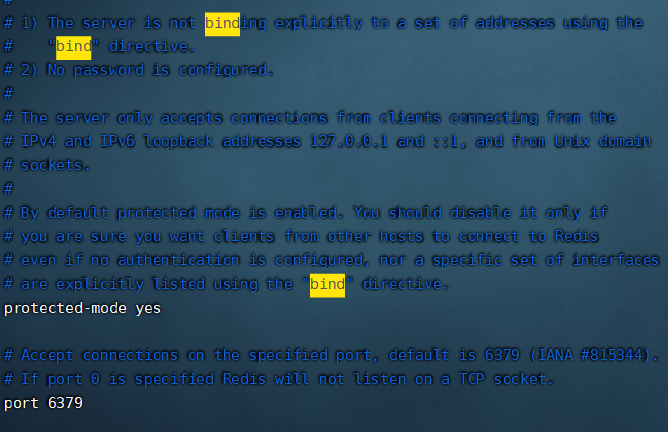 #
# 1) The server is not binding explicitly to a set of addresses using the
#    "bind" directive.
# 2) No password is configured.
#
# The server only accepts connections from clients connecting from the
# IPv4 and IPv6 loopback addresses 127.0.0.1 and ::1, and from Unix domain
# sockets.
#
# By default protected mode is enabled. You should disable it only if
# you are sure you want clients from other hosts to connect to Redis
# even if no authentication is configured, nor a specific set of interfaces
# are explicitly listed using the "bind" directive.
protected-mode yes

# Accept connections on the specified port, default is 6379 (IANA #815344).
# If port 0 is specified Redis will not listen on a TCP socket.
port 6379